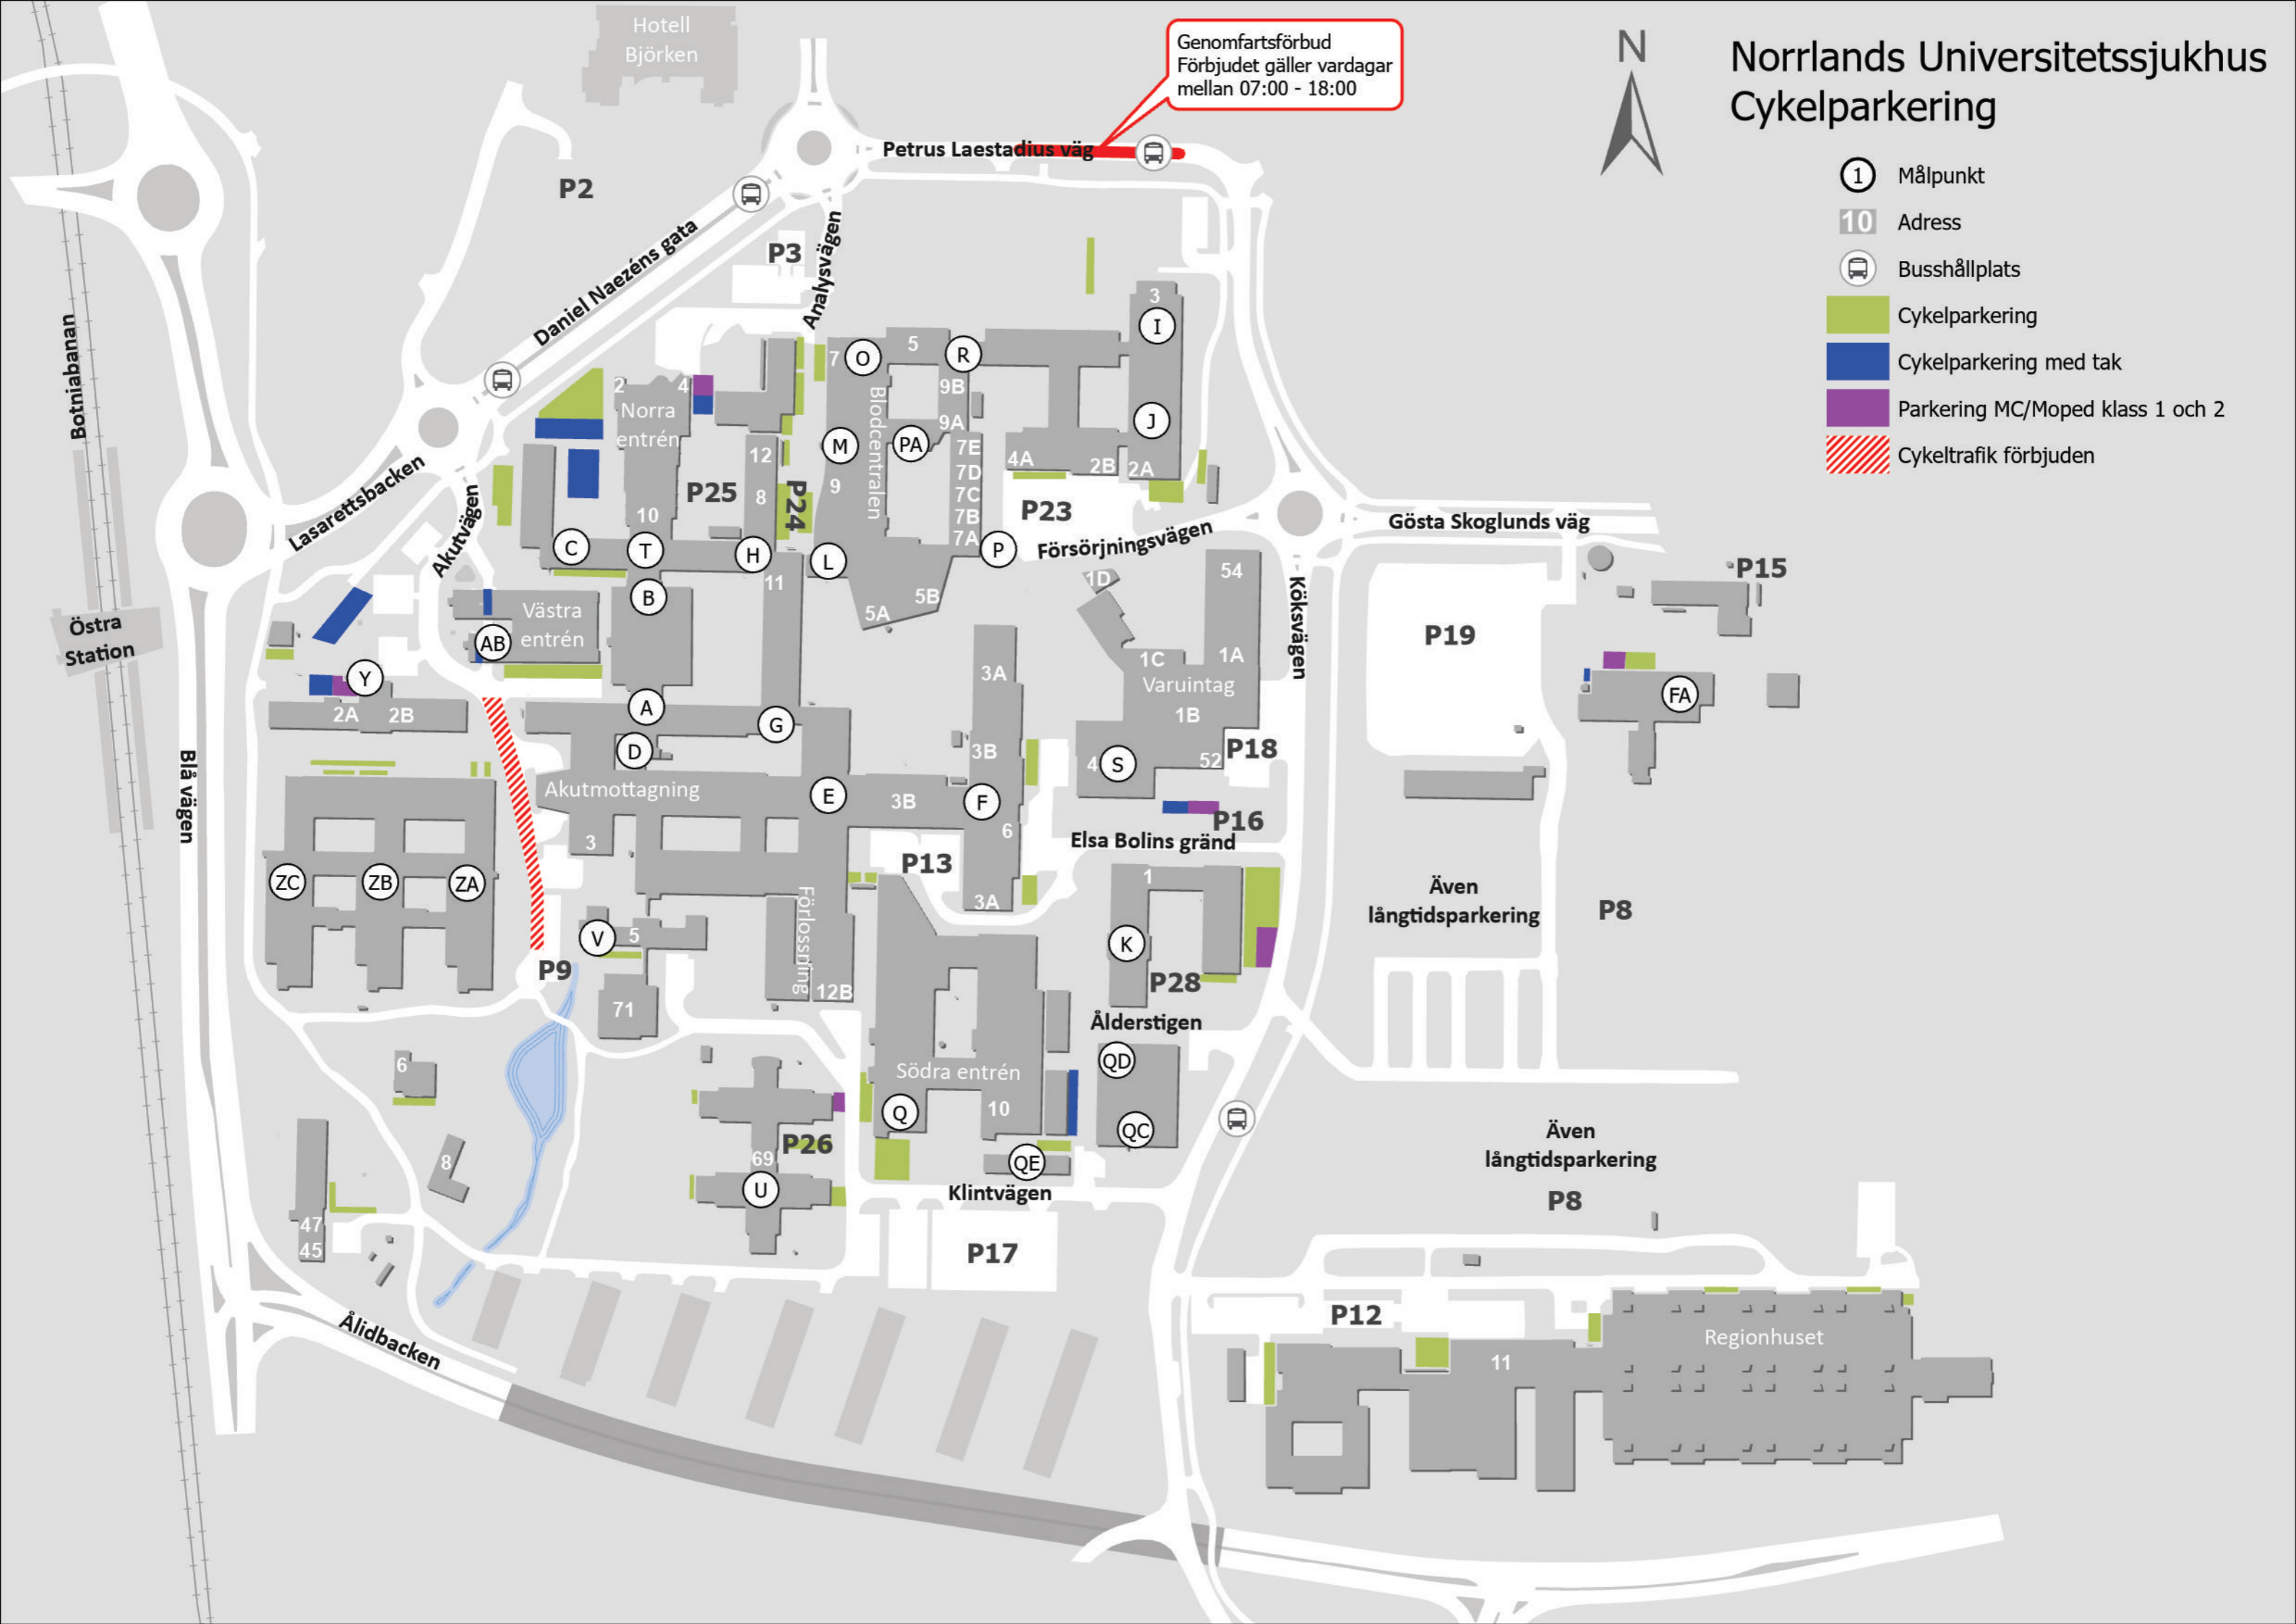 Norrlands Universitetssjukhus
Cykelparkering
N
1 Målpunkt
10 Adress
Busshållplats
Cykelparkering
Cykelparkering med tak
Parkering MC/Moped klass 1 och 2
Cykeltrafik förbjuden
Genomfartsförbud
Förbjudet gäller vardagar
mellan 07:00 - 18:00
Hotell
Björken
Petrus Laestadius väg
P2
Daniel Naezéns gata
P3
Analysvägen
Botniabanan
3
I
7
O
5
R
2
4
Norra
entrén
Blodcentralen
9B
9A
J
M
PA
12
7E
7D
7C
7B
7A
4A
2B
2A
P25
8
P24
9
P23
10
Lasarettsbacken
Akutvägen
Försörjningsvägen
Gösta Skoglunds väg
C
T
H
L
P
11
B
5A
5B
1D
54
Köksvägen
P15
Östra
Station
Västra
entrén
AB
P19
1C
1A
Varuintag
1B
3A
Y
2A
2B
A
G
FA
D
3B
4
S
52
P18
Blå vägen
Akutmottagning
E
3B
F
6
P16
Elsa Bolins gränd
3
P13
1
ZC
ZB
ZA
3A
Även
långtidsparkering
P8
Förlossning
V
5
K
P9
P28
12B
71
Ålderstigen
6
Södra entrén
QD
Q
10
QC
P26
69
8
QE
U
Klintvägen
Även
långtidsparkering
P8
47
45
P17
Ålidbacken
P12
11
Regionhuset